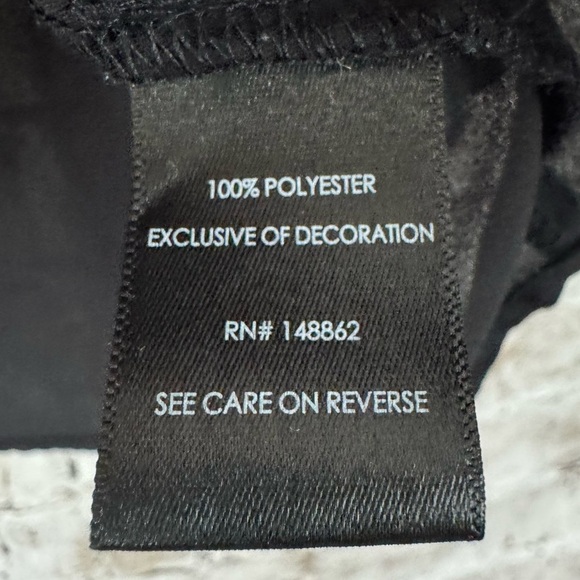 100% POLYESTER
EXCLUSIVE OF DECORATION
RN# 148862
SEE CARE ON REVERSE